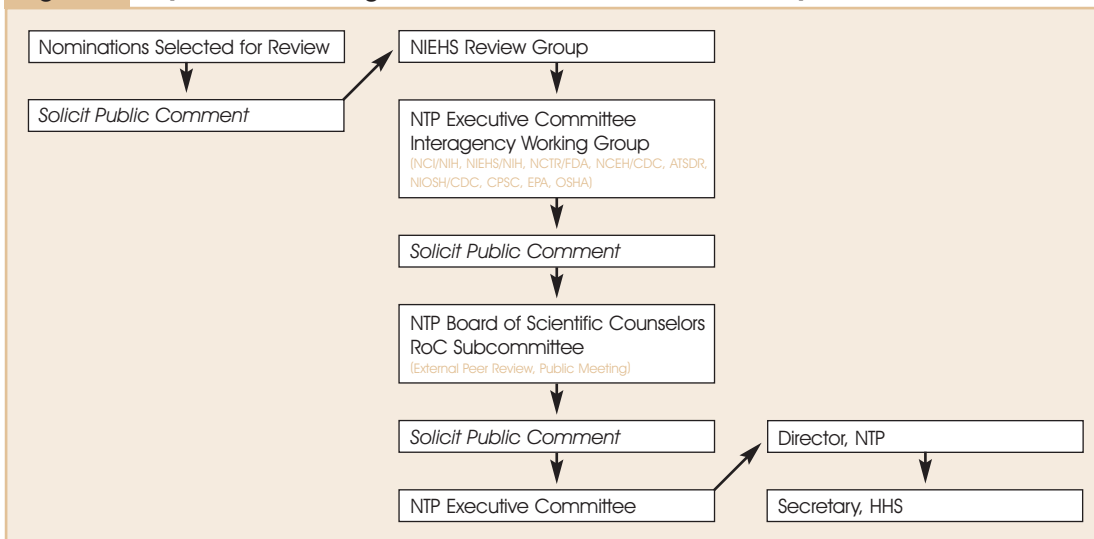 Nominations Selected for Review
Solicit Public Comment
NIEHS Review Group
NTP Executive Committee
Interagency Working Group
(NCI/NIH, NIEHS/NIH, NCTR/FDA, NCEH/CDC, ATSDR,
NIOSH/CDC, CPSC, EPA, OSHA)
Solicit Public Comment
NTP Board of Scientific Counselors
RoC Subcommittee
(External Peer Review, Public Meeting)
Solicit Public Comment
NTP Executive Committee
Director, NTP
Secretary, HHS